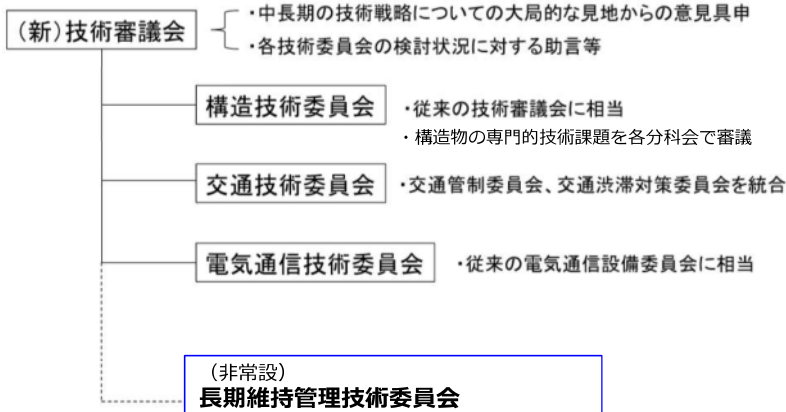 (新)技術審議会
・中長期の技術戦略についての大局的な見地からの意見具申
・各技術委員会の検討状況に対する助言等
構造技術委員会
・従来の技術審議会に相当
・構造物の専門的技術課題を各分科会で審議
交通技術委員会
・交通管制委員会、交通渋滞対策委員会を統合
電気通信技術委員会
・従来の電気通信設備委員会に相当
（非常設）
長期維持管理技術委員会